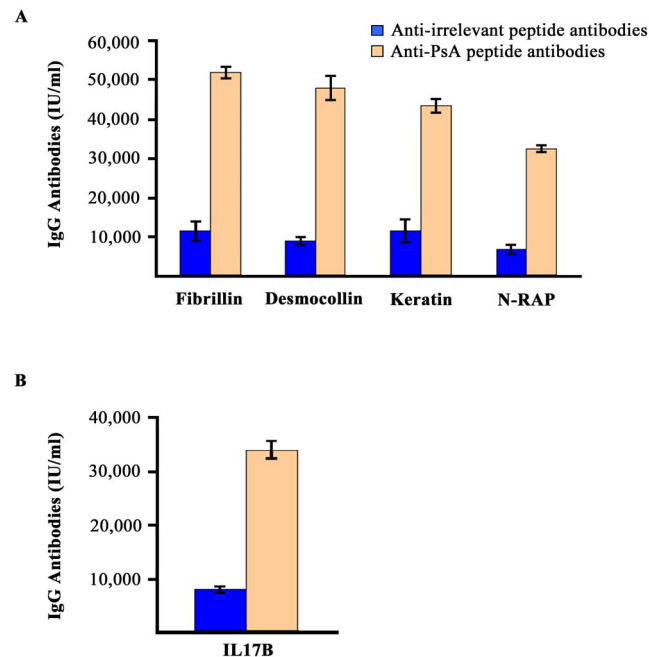 A
Anti-irrelevant peptide antibodies
Anti-PsA peptide antibodies
IgG Antibodies (IU/ml)
60,000
50,000
40,000
30,000
20,000
10,000
Fibrillin Desmocollin Keratin N-RAP
B
IgG Antibodies (IU/ml)
40,000
30,000
20,000
10,000
IL17B